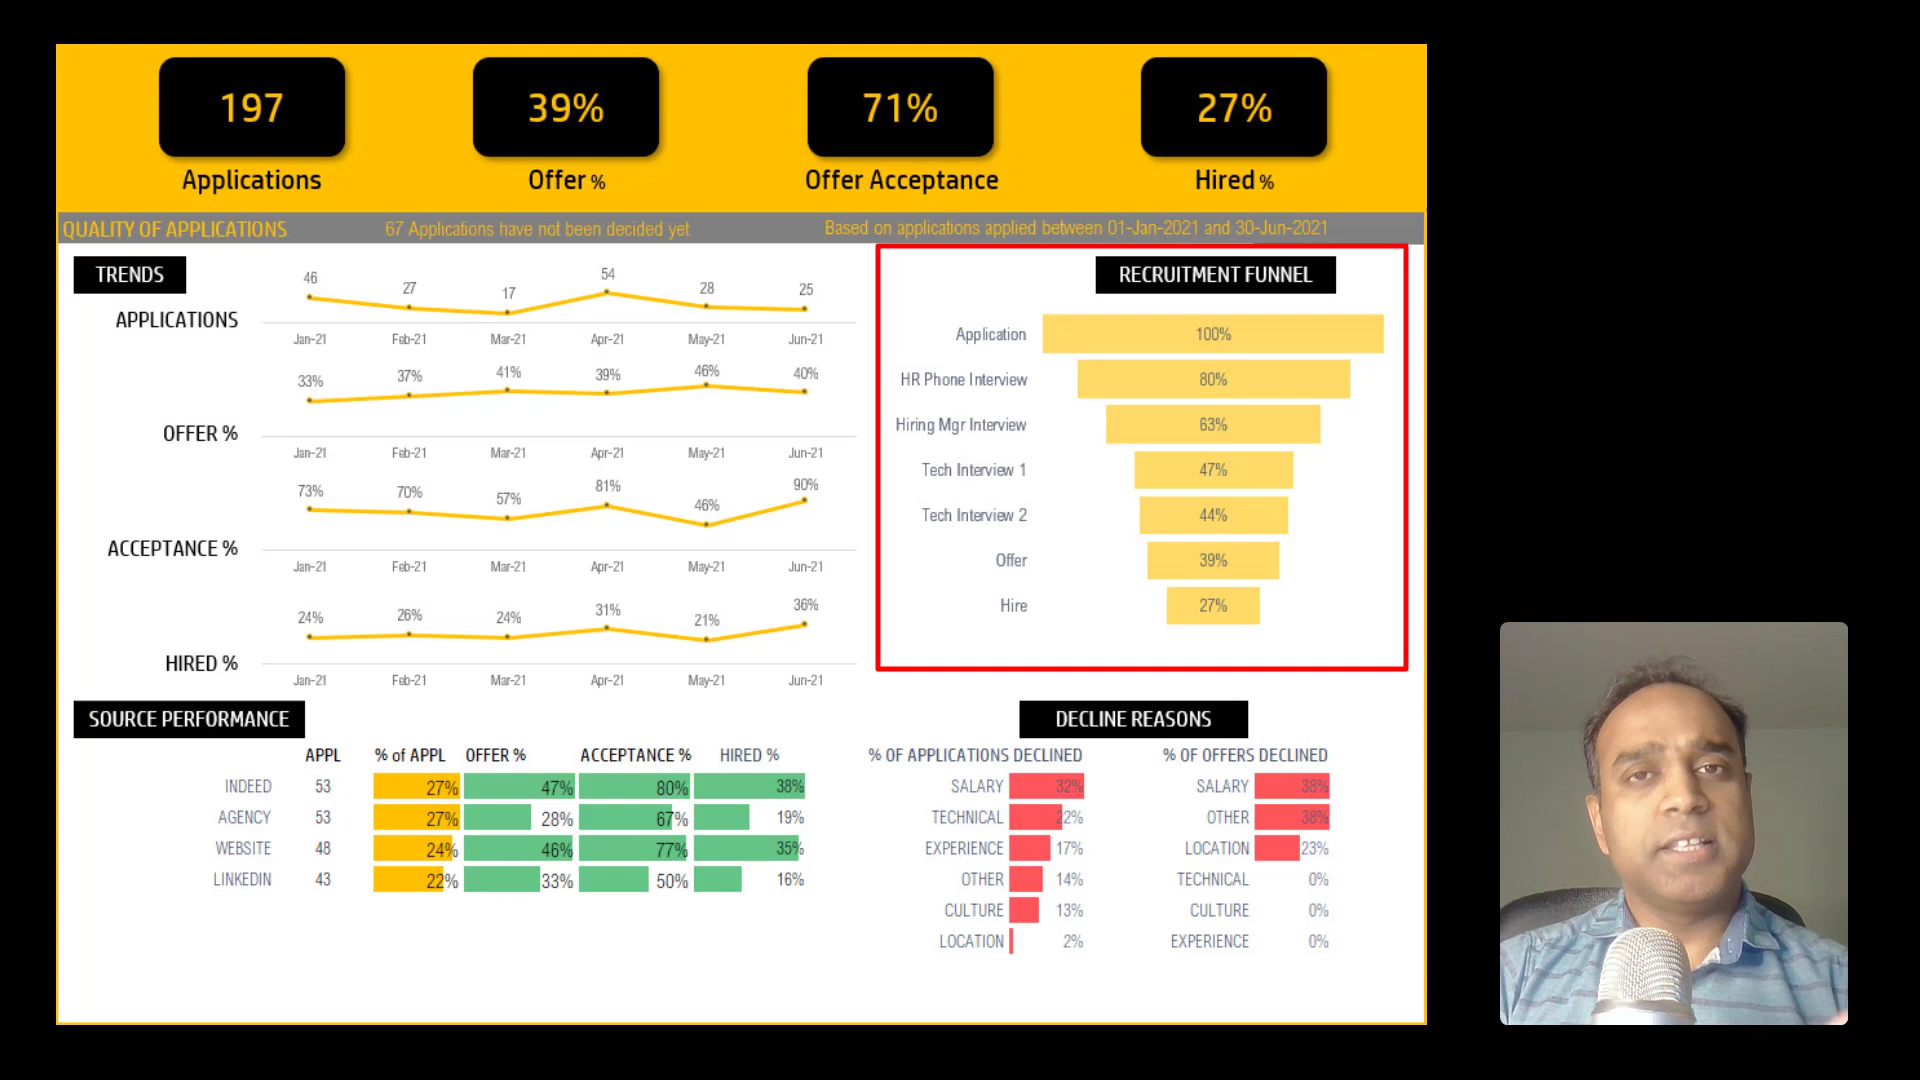 197
39%
71%
27%
Applications
Offer %
Offer Acceptance
Hired %
QUALITY OF APPLICATIONS
67 Applications have not been decided yet
Based on applications applied between 01-Jan-2021 and 30-Jun-2021
TRENDS
APPLICATIONS
46 27 17 54 28 25
Jan-21 Feb-21 Mar-21 Apr-21 May-21 Jun-21
OFFER %
33% 37% 41% 39% 46% 40%
Jan-21 Feb-21 Mar-21 Apr-21 May-21 Jun-21
ACCEPTANCE %
73% 70% 57% 81% 46% 90%
Jan-21 Feb-21 Mar-21 Apr-21 May-21 Jun-21
HIRED %
24% 26% 24% 31% 21% 36%
Jan-21 Feb-21 Mar-21 Apr-21 May-21 Jun-21
RECRUITMENT FUNNEL
Application 100%
HR Phone Interview 80%
Hiring Mgr Interview 63%
Tech Interview 1 47%
Tech Interview 2 44%
Offer 39%
Hire 27%
SOURCE PERFORMANCE
APPL % of APPL OFFER % ACCEPTANCE % HIRED %
INDEED 53 27% 47% 80% 38%
AGENCY 53 27% 28% 67% 19%
WEBSITE 48 24% 46% 77% 35%
LINKEDIN 43 22% 33% 50% 16%
DECLINE REASONS
% OF APPLICATIONS DECLINED
SALARY 32%
TECHNICAL 22%
EXPERIENCE 17%
OTHER 14%
CULTURE 13%
LOCATION 2%
% OF OFFERS DECLINED
SALARY 38%
OTHER 38%
LOCATION 23%
TECHNICAL 0%
CULTURE 0%
EXPERIENCE 0%